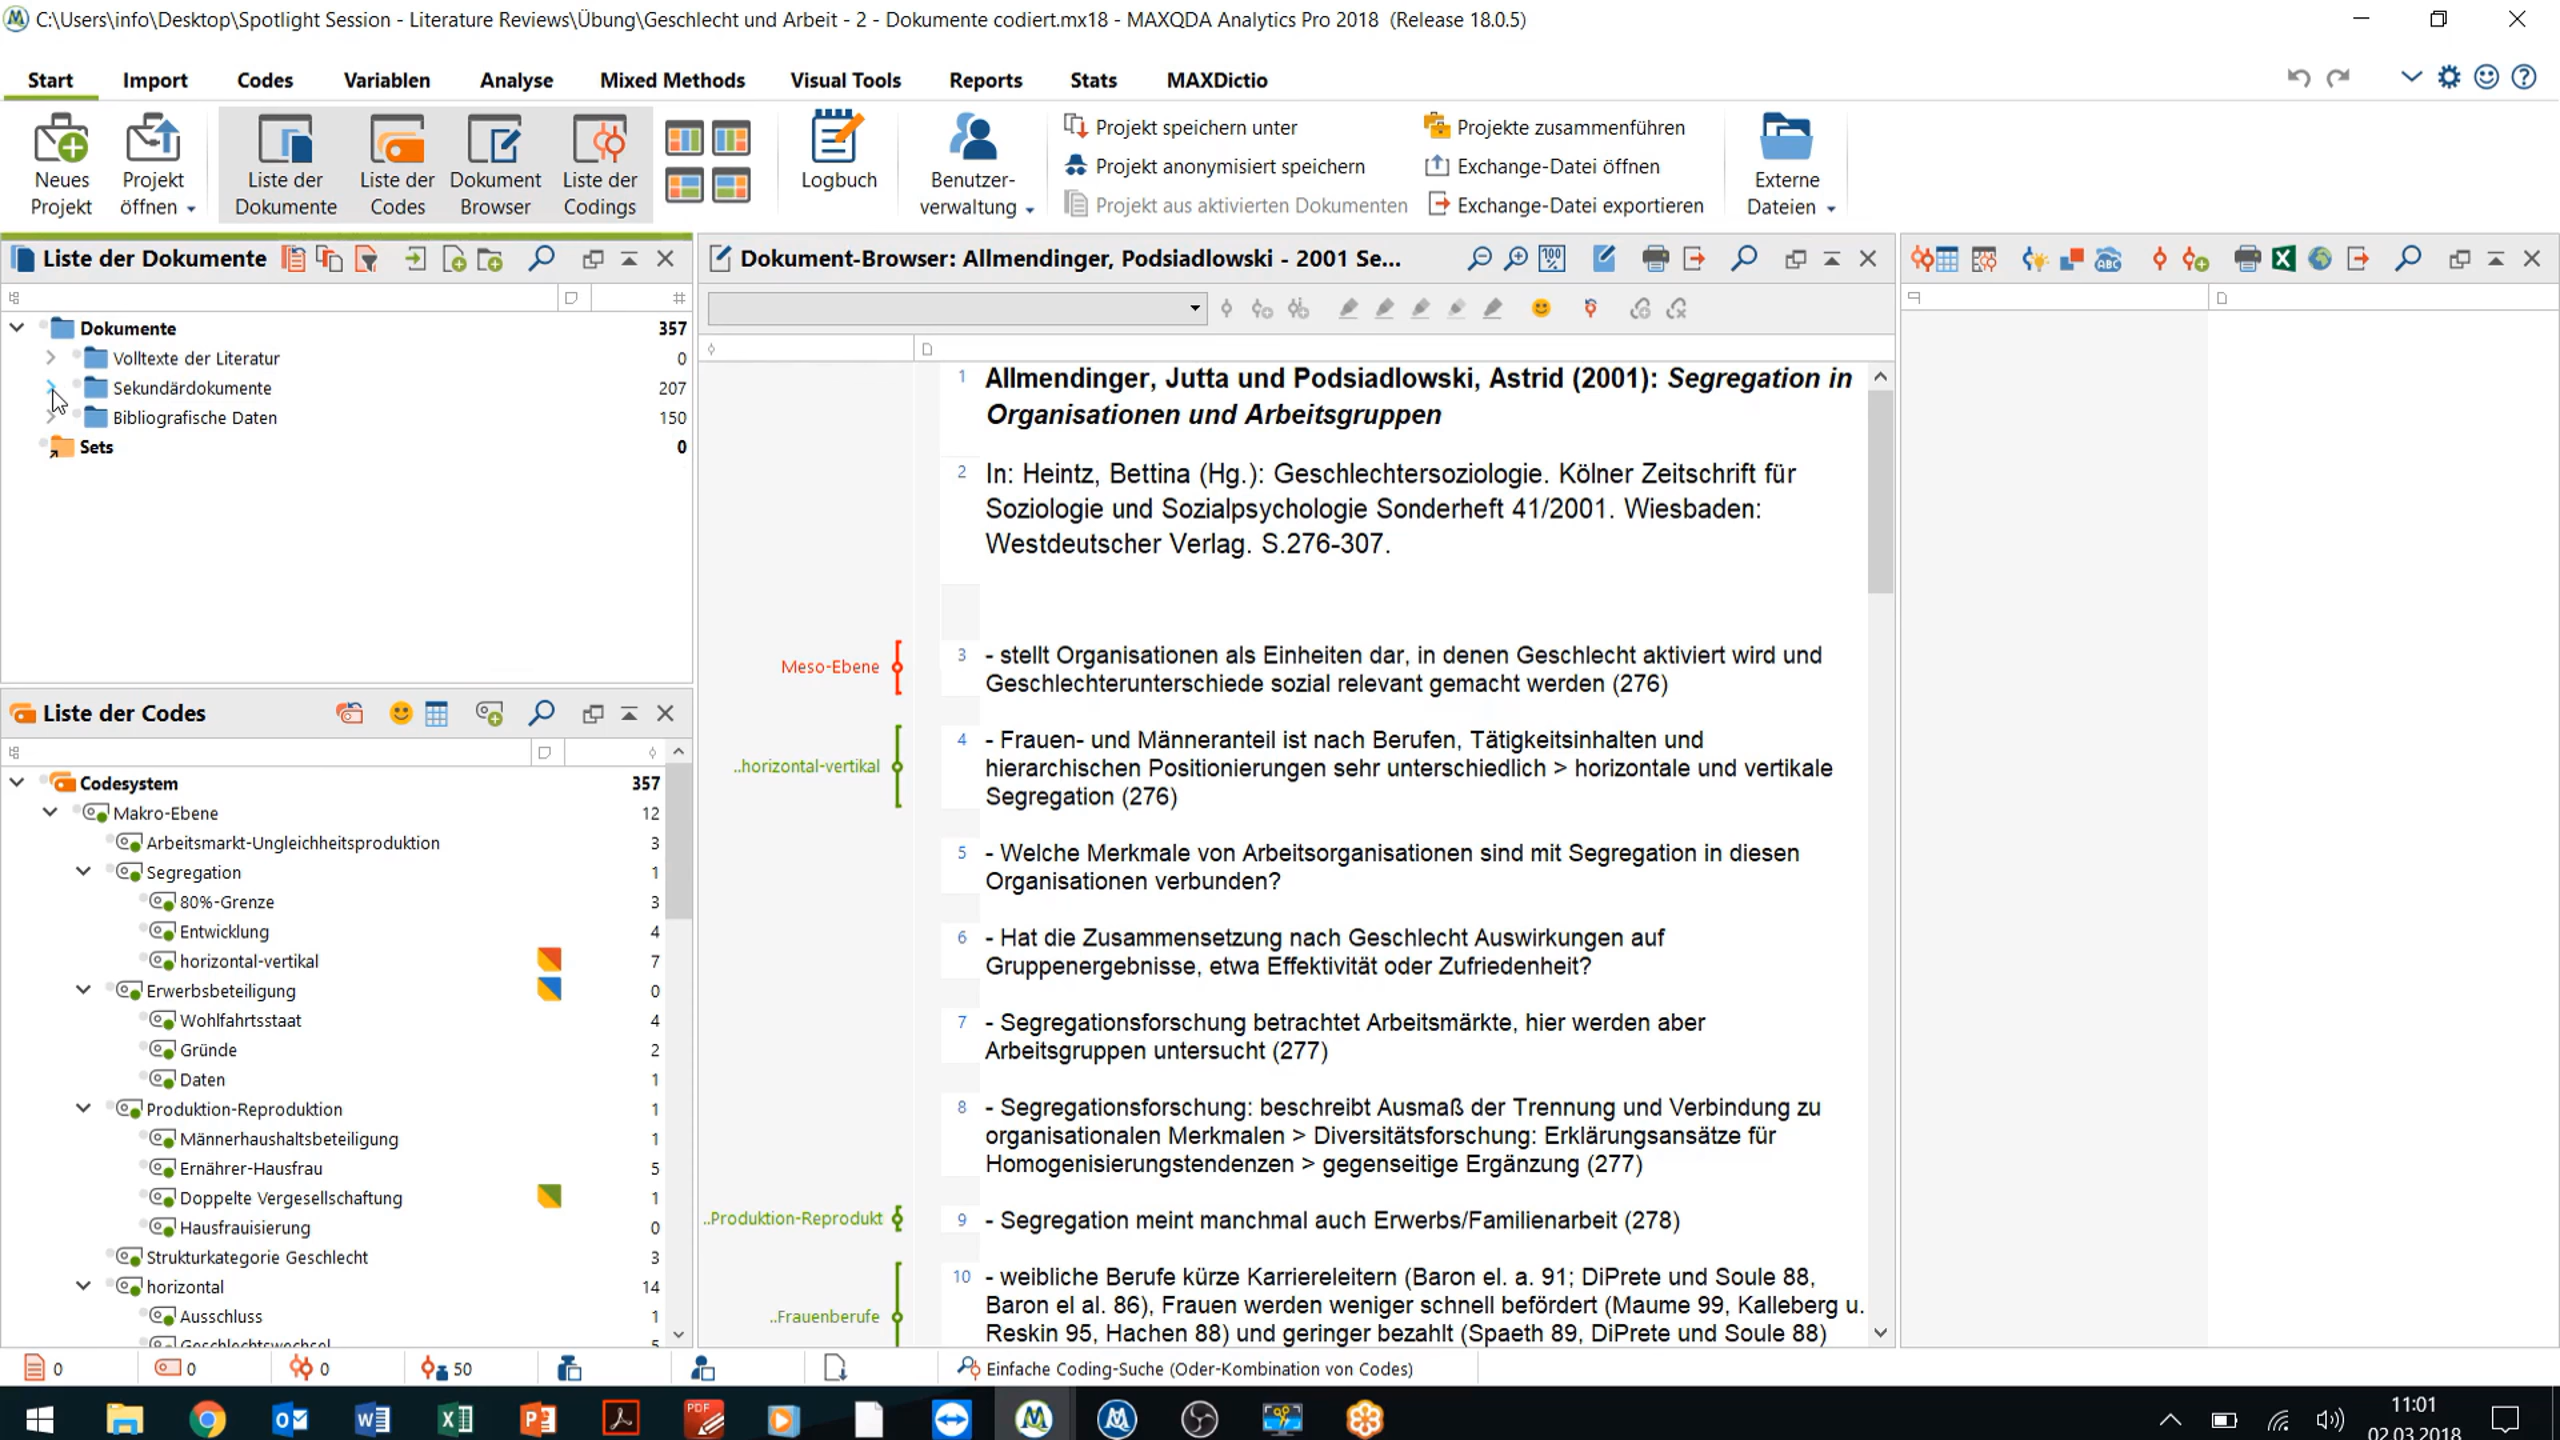 C:\Users\info\Desktop\Spotlight Session - Literature Reviews\Übung\Geschlecht und Arbeit - 2 - Dokumente codiert.mx18 - MAXQDA Analytics Pro 2018 (Release 18.0.5)
Start Import Codes Variablen Analyse Mixed Methods Visual Tools Reports Stats MAXDictio
Neues Projekt
Projekt öffnen
Liste der Dokumente
Liste der Codes
Dokument Browser
Liste der Codings
Logbuch
Benutzer-verwaltung
Projekt speichern unter
Projekt anonymisiert speichern
Projekt aus aktivierten Dokumenten
Projekte zusammenführen
Exchange-Datei öffnen
Exchange-Datei exportieren
Externe Dateien
Liste der Dokumente
#
Dokumente 357
Volltexte der Literatur 0
Sekundärdokumente 207
Bibliografische Daten 150
Sets 0
Liste der Codes
Codesystem 357
Makro-Ebene 12
Arbeitsmarkt-Ungleichheitsproduktion 3
Segregation 1
80%-Grenze 3
Entwicklung 4
horizontal-vertikal 7
Erwerbsbeteiligung 0
Wohlfahrtsstaat 4
Gründe 2
Daten 1
Produktion-Reproduktion 1
Männerhaushaltsbeteiligung 1
Ernährer-Hausfrau 5
Doppelte Vergesellschaftung 1
Hausfrauisierung 0
Strukturkategorie Geschlecht 3
horizontal 14
Ausschluss 1
Geschlechtswechsel 5
Dokument-Browser: Allmendinger, Podsiadlowski - 2001 Se...
100%
ABC
1 Allmendinger, Jutta und Podsiadlowski, Astrid (2001): Segregation in
Organisationen und Arbeitsgruppen
2 In: Heintz, Bettina (Hg.): Geschlechtersoziologie. Kölner Zeitschrift für
Soziologie und Sozialpsychologie Sonderheft 41/2001. Wiesbaden:
Westdeutscher Verlag. S.276-307.
Meso-Ebene
3 - stellt Organisationen als Einheiten dar, in denen Geschlecht aktiviert wird und
Geschlechterunterschiede sozial relevant gemacht werden (276)
..horizontal-vertikal
4 - Frauen- und Männeranteil ist nach Berufen, Tätigkeitsinhalten und
hierarchischen Positionierungen sehr unterschiedlich > horizontale und vertikale
Segregation (276)
5 - Welche Merkmale von Arbeitsorganisationen sind mit Segregation in diesen
Organisationen verbunden?
6 - Hat die Zusammensetzung nach Geschlecht Auswirkungen auf
Gruppenergebnisse, etwa Effektivität oder Zufriedenheit?
7 - Segregationsforschung betrachtet Arbeitsmärkte, hier werden aber
Arbeitsgruppen untersucht (277)
8 - Segregationsforschung: beschreibt Ausmaß der Trennung und Verbindung zu
organisationalen Merkmalen > Diversitätsforschung: Erklärungsansätze für
Homogenisierungstendenzen > gegenseitige Ergänzung (277)
..Produktion-Reprodukt
9 - Segregation meint manchmal auch Erwerbs/Familienarbeit (278)
..Frauenberufe
10 - weibliche Berufe kürze Karriereleitern (Baron el. a. 91; DiPrete und Soule 88,
Baron el al. 86), Frauen werden weniger schnell befördert (Maume 99, Kalleberg u.
Reskin 95, Hachen 88) und geringer bezahlt (Spaeth 89, DiPrete und Soule 88)
0 0 0 50 Einfache Coding-Suche (Oder-Kombination von Codes)
PDF
11:01
02.03.2018